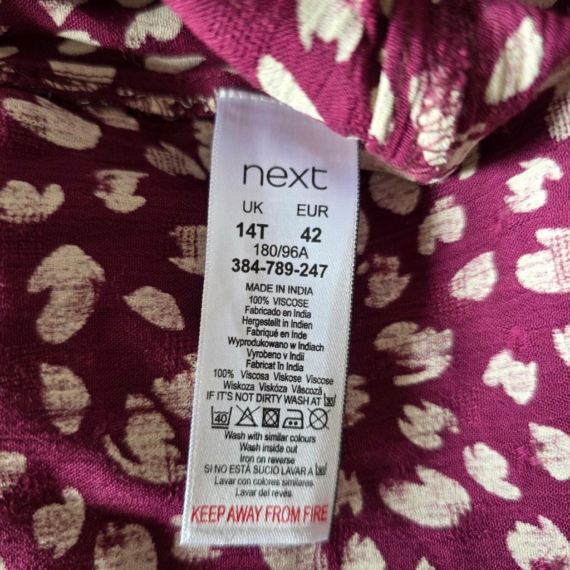 next
UK EUR
14T 42
180/96A
384-789-247
MADE IN INDIA
100% VISCOSE
Fabricado en India
Hergestellt in Indien
Fabriqué en Inde
Wyprodukowano w Indiach
Vyrobeno v Indii
Fabricat în India
100% Viscosa Viskose Viscose
Wiskoza Viskóza Vâscoză
IF IT'S NOT DIRTY WASH AT 30
40
Wash with similar colours
Wash inside out
Iron on reverse
SI NO ESTÁ SUCIO LAVAR A
Lavar con colores similares
Lavar del revés
KEEP AWAY FROM FIRE